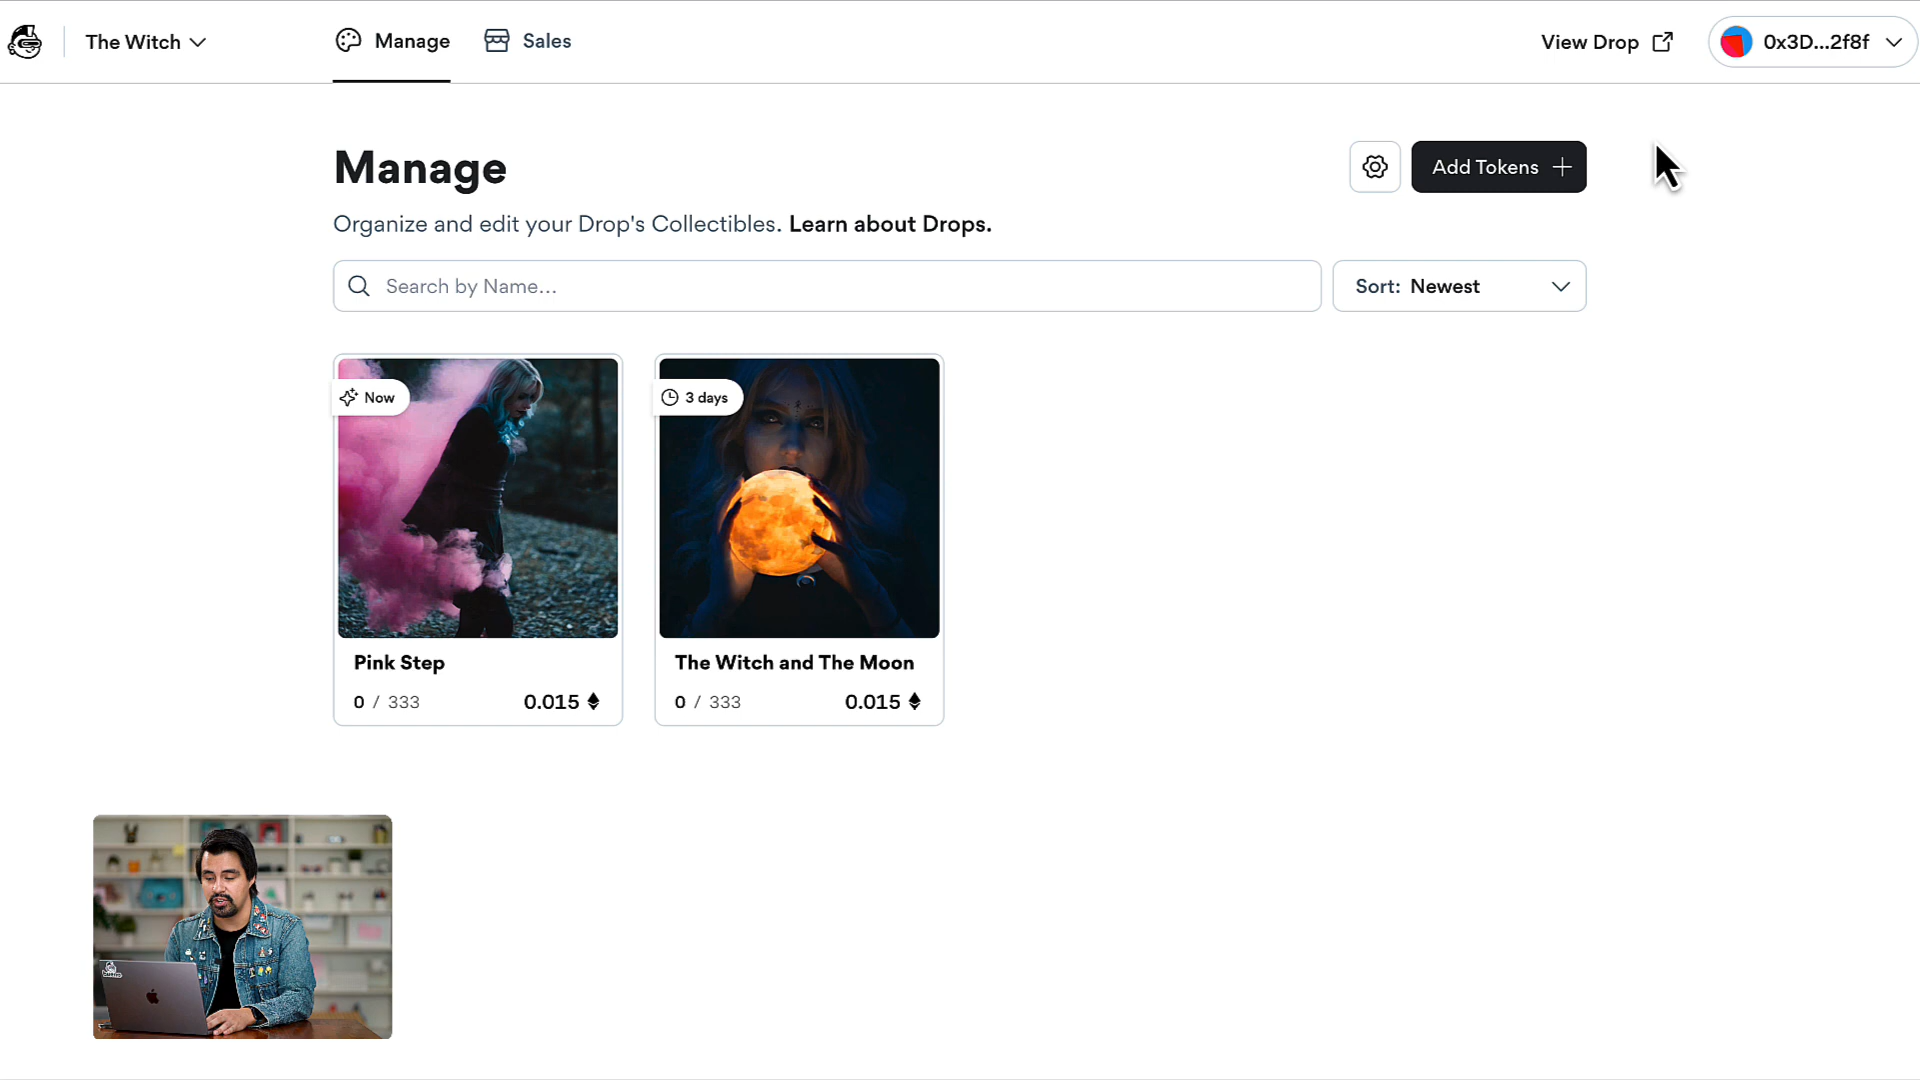 The Witch
Manage
Sales
View Drop
0x3D...2f8f
Manage
Add Tokens
Organize and edit your Drop's Collectibles. Learn about Drops.
Search by Name...
Sort: Newest
Now
3 days
Pink Step
0 / 333
0.015
The Witch and The Moon
0 / 333
0.015